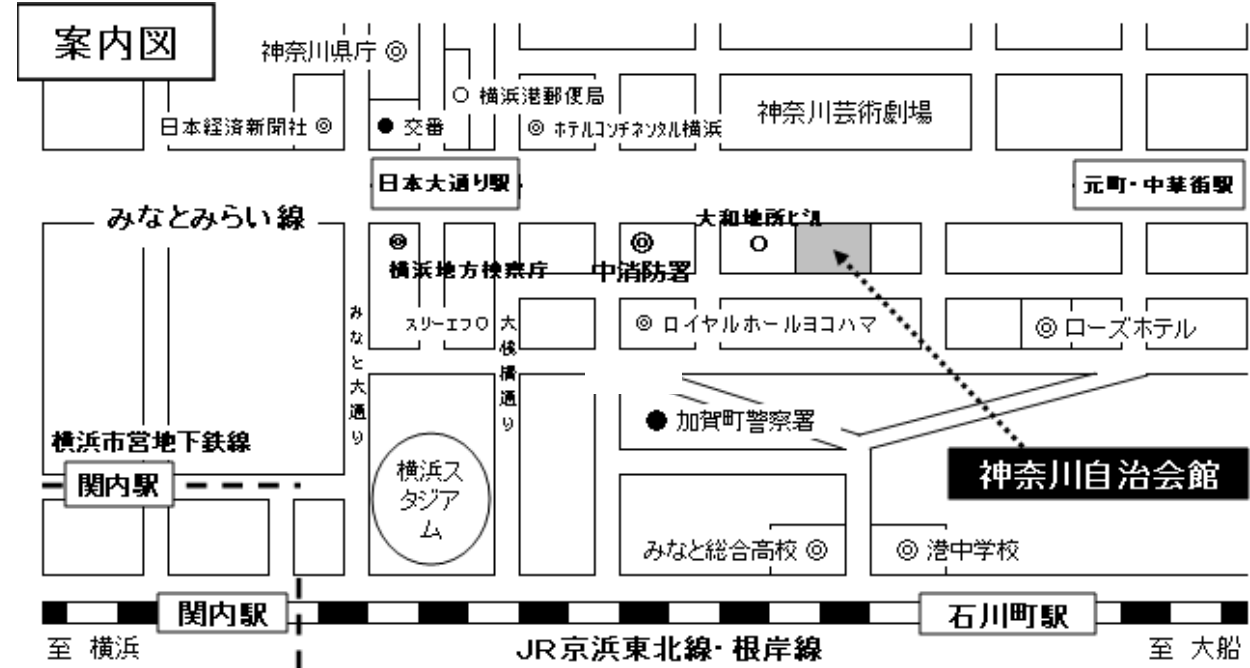 案内図
神奈川県庁
横浜港郵便局
日本経済新聞社
交番
ホテルコンチネンタル横浜
神奈川芸術劇場
日本大通り駅
元町・中華街駅
みなとみらい線
大和地所ビル
横浜地方検察庁
中消防署
みなと大通り
スリーエフ
大桟橋通り
ロイヤルホールヨコハマ
ローズホテル
加賀町警察署
横浜市営地下鉄線
関内駅
横浜ス
タジア
ム
神奈川自治会館
みなと総合高校
港中学校
関内駅
石川町駅
至 横浜
JR京浜東北線・根岸線
至 大船